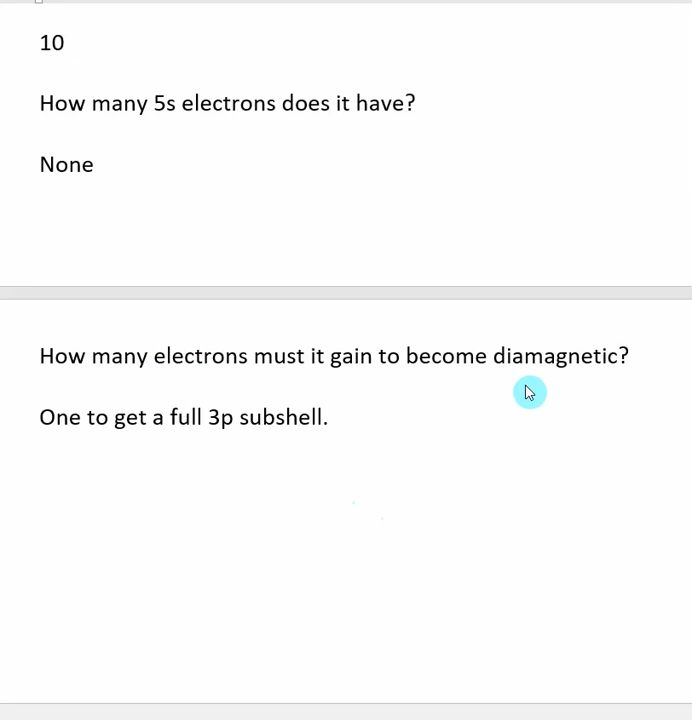 10
How many 5s electrons does it have?
None
How many electrons must it gain to become diamagnetic?
One to get a full 3p subshell.